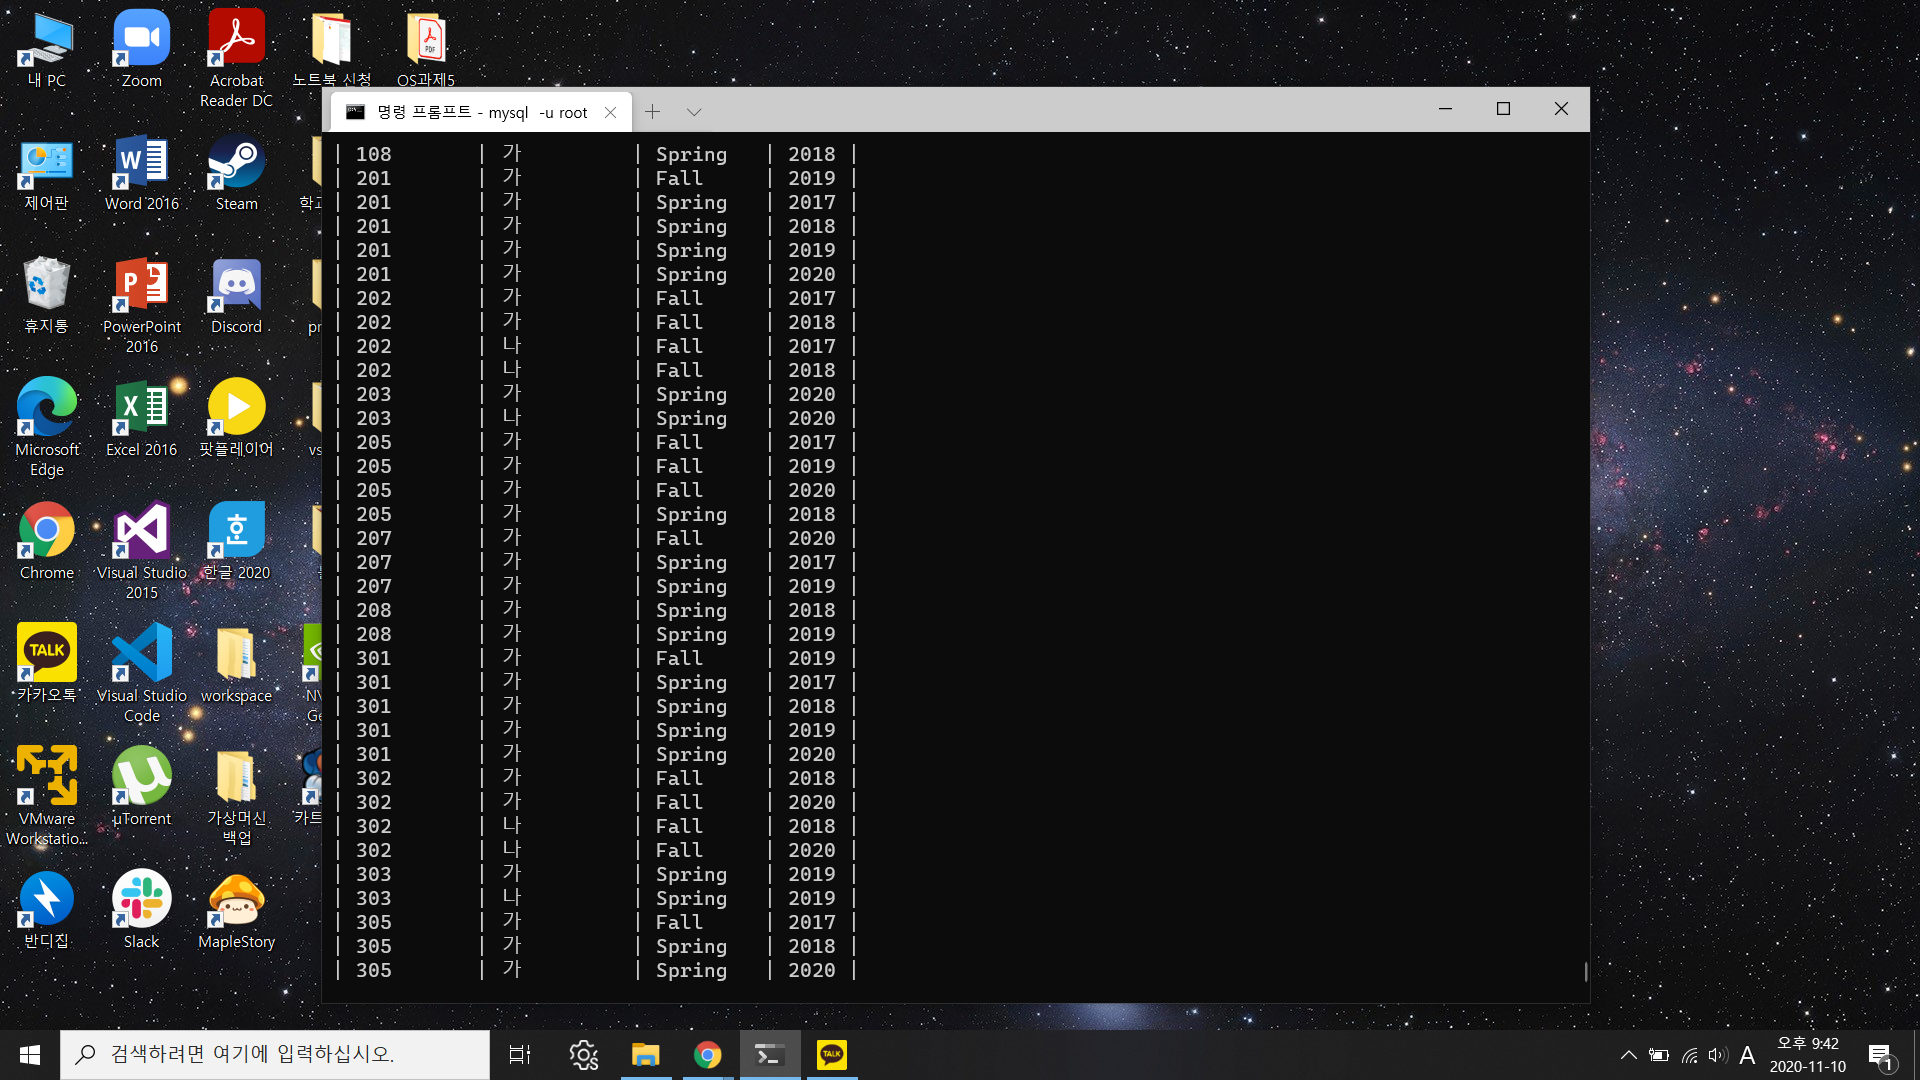 내 PC
Zoom
Acrobat
Reader DC
노트북 신청
OS과제5
PDF
제어판
Word 2016
Steam
휴지통
PowerPoint
2016
Discord
Microsoft
Edge
Excel 2016
팟플레이어
Chrome
Visual Studio
2015
한글 2020
TALK
카카오톡
Visual Studio
Code
workspace
VMware
Workstatio...
µTorrent
가상머신
백업
반디집
Slack
MapleStory
명령 프롬프트 - mysql  -u root
| 108 | 가 | Spring | 2018 |
| 201 | 가 | Fall | 2019 |
| 201 | 가 | Spring | 2017 |
| 201 | 가 | Spring | 2018 |
| 201 | 가 | Spring | 2019 |
| 201 | 가 | Spring | 2020 |
| 202 | 가 | Fall | 2017 |
| 202 | 가 | Fall | 2018 |
| 202 | 나 | Fall | 2017 |
| 202 | 나 | Fall | 2018 |
| 203 | 가 | Spring | 2020 |
| 203 | 나 | Spring | 2020 |
| 205 | 가 | Fall | 2017 |
| 205 | 가 | Fall | 2019 |
| 205 | 가 | Fall | 2020 |
| 205 | 가 | Spring | 2018 |
| 207 | 가 | Fall | 2020 |
| 207 | 가 | Spring | 2017 |
| 207 | 가 | Spring | 2019 |
| 208 | 가 | Spring | 2018 |
| 208 | 가 | Spring | 2019 |
| 301 | 가 | Fall | 2019 |
| 301 | 가 | Spring | 2017 |
| 301 | 가 | Spring | 2018 |
| 301 | 가 | Spring | 2019 |
| 301 | 가 | Spring | 2020 |
| 302 | 가 | Fall | 2018 |
| 302 | 가 | Fall | 2020 |
| 302 | 나 | Fall | 2018 |
| 302 | 나 | Fall | 2020 |
| 303 | 가 | Spring | 2019 |
| 303 | 나 | Spring | 2019 |
| 305 | 가 | Fall | 2017 |
| 305 | 가 | Spring | 2018 |
| 305 | 가 | Spring | 2020 |
검색하려면 여기에 입력하십시오.
TALK
A
오후 9:42
2020-11-10
1